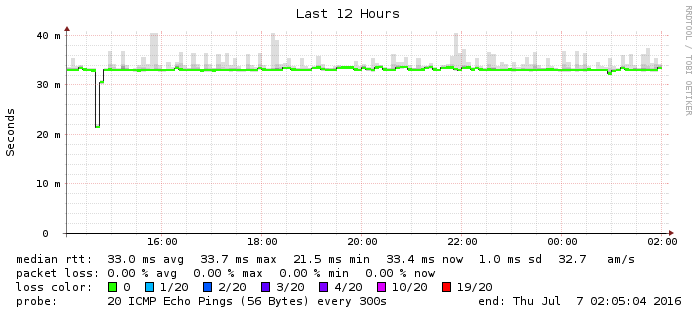 Last 12 Hours
RRDTOOL / TOBI OETIKER
Seconds
40 m
30 m
20 m
10 m
0
16:00 18:00 20:00 22:00 00:00 02:00
median rtt: 33.0 ms avg 33.7 ms max 21.5 ms min 33.4 ms now 1.0 ms sd 32.7 am/s
packet loss: 0.00 % avg 0.00 % max 0.00 % min 0.00 % now
loss color: 0 1/20 2/20 3/20 4/20 10/20 19/20
probe: 20 ICMP Echo Pings (56 Bytes) every 300s end: Thu Jul 7 02:05:04 2016